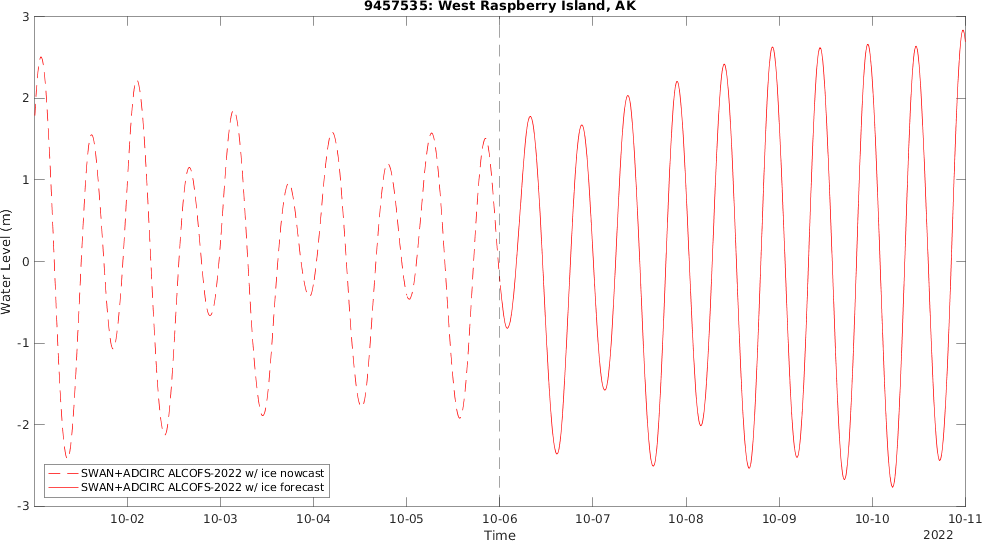 9457535: West Raspberry Island, AK
3
2
1
0
-1
-2
-3
Water Level (m)
SWAN+ADCIRC ALCOFS-2022 w/ ice nowcast
SWAN+ADCIRC ALCOFS-2022 w/ ice forecast
10-02 10-03 10-04 10-05 10-06 10-07 10-08 10-09 10-10 10-11
Time
2022